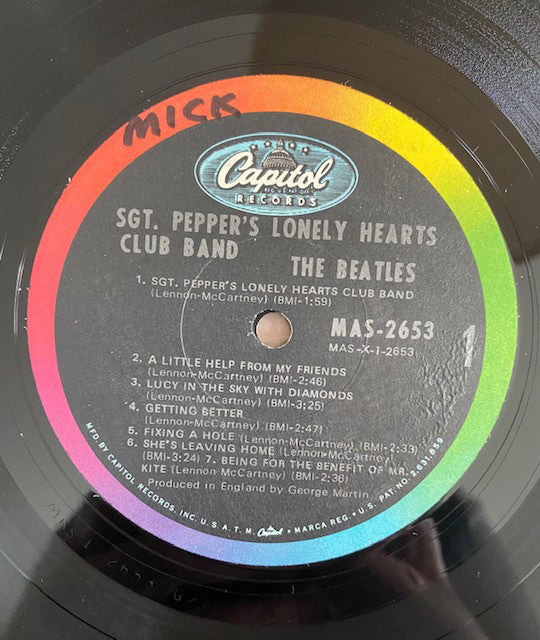 MICK
Capitol
RECORDS
SGT. PEPPER'S LONELY HEARTS
CLUB BAND
THE BEATLES
1. SGT. PEPPER'S LONELY HEARTS CLUB BAND
(Lennon-McCartney) (BMI-1:59)
MAS-2653
MAS-X-1-2653
1
2. A LITTLE HELP FROM MY FRIENDS
(Lennon-McCartney) (BMI-2:46)
3. LUCY IN THE SKY WITH DIAMONDS
(Lennon-McCartney) (BMI-3:25)
4. GETTING BETTER
(Lennon-McCartney) (BMI-2:47)
5. FIXING A HOLE (Lennon-McCartney) (BMI-2:33)
6. SHE'S LEAVING HOME (Lennon-McCartney)
(BMI-3:24) 7. BEING FOR THE BENEFIT OF MR.
KITE (Lennon-McCartney) (BMI-2:36)
Produced in England by George Martin
MFD. BY CAPITOL RECORDS, INC. U. S. A. T. M. Capitol MARCA REG. • U. S. PAT. NO. 2,631,859